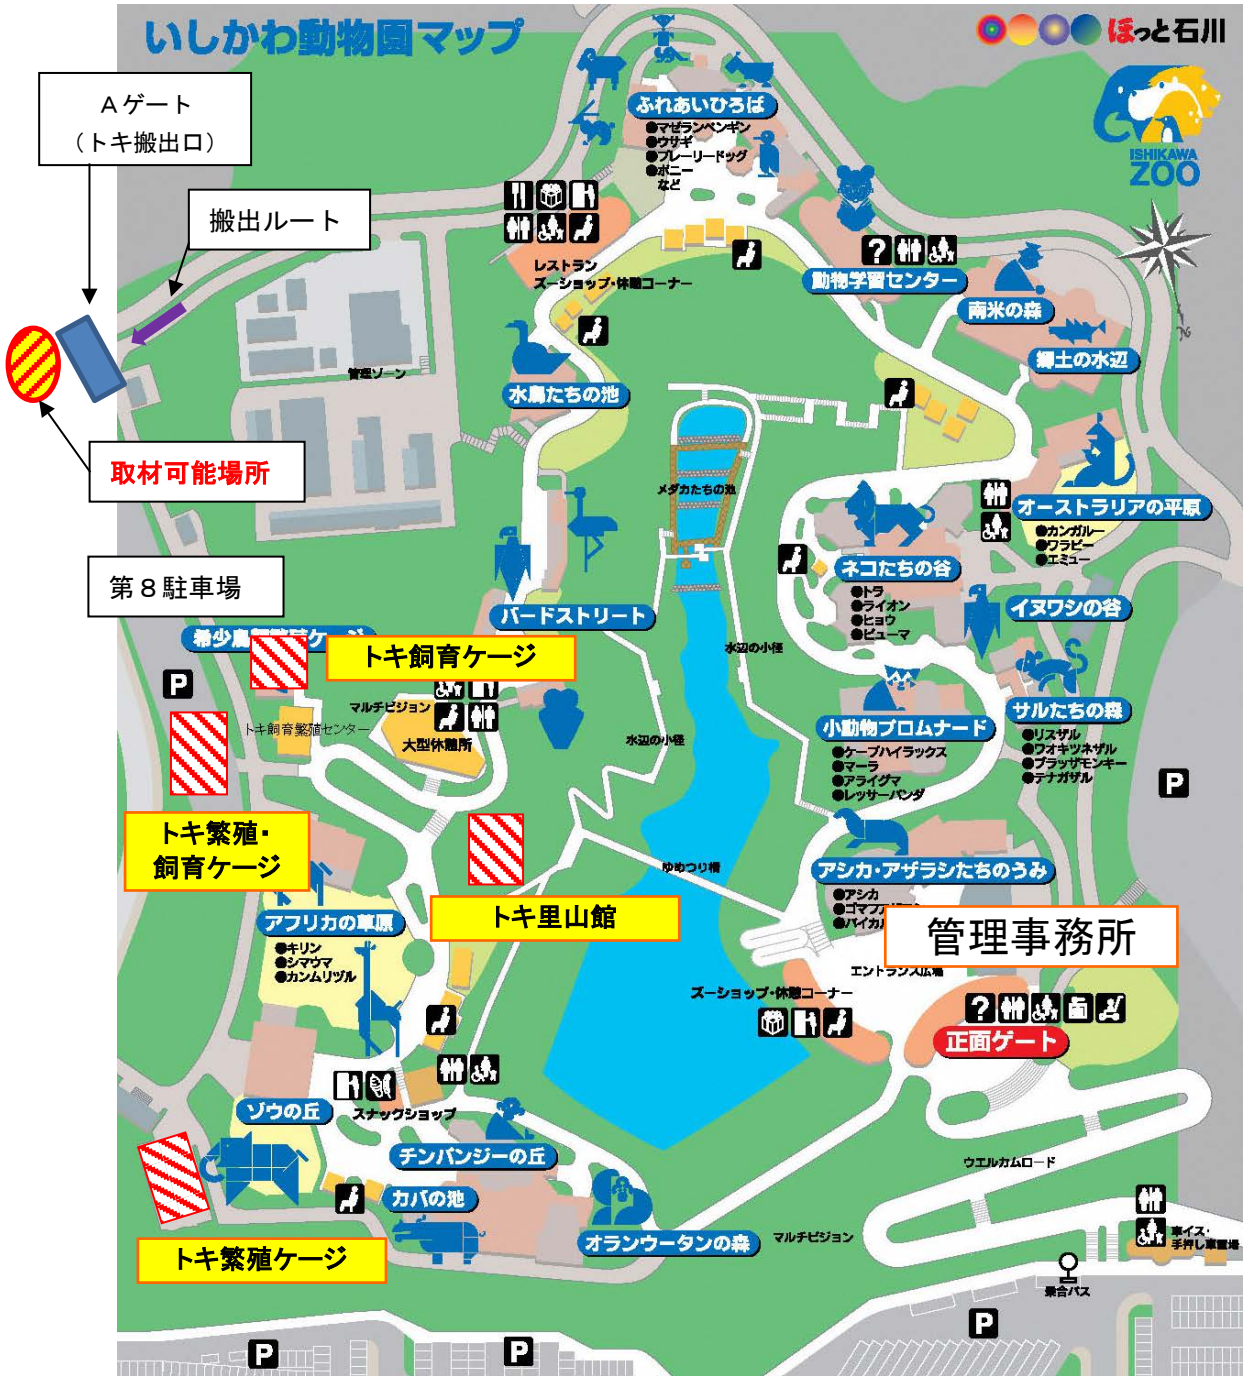 いしかわ動物園マップ
ほっと石川
ISHIKAWA
ZOO
Aゲート
（トキ搬出口）
搬出ルート
取材可能場所
第８駐車場
ふれあいひろば
●マゼランペンギン
●ウサギ
●プレーリードッグ
●ポニー
など
レストラン
ズーショップ・休憩コーナー
動物学習センター
南米の森
郷土の水辺
管理ゾーン
水鳥たちの池
メダカたちの池
オーストラリアの平原
●カンガルー
●ワラビー
●エミュー
ネコたちの谷
●トラ
●ライオン
●ヒョウ
●ピューマ
イヌワシの谷
バードストリート
トキ飼育ケージ
P
マルチビジョン
大型休憩所
トキ飼育繁殖センター
水辺の小径
水辺の小径
小動物プロムナード
●ケープハイラックス
●マーラ
●アライグマ
●レッサーパンダ
サルたちの森
●リスザル
●ワオキツネザル
●ブラッザモンキー
●テナガザル
P
トキ繁殖・
飼育ケージ
トキ里山館
ゆめつり橋
アシカ・アザラシたちのうみ
●アシカ
管理事務所
エントランス広場
アフリカの草原
●キリン
●シマウマ
●カンムリヅル
ズーショップ・休憩コーナー
正面ゲート
スナックショップ
ゾウの丘
チンパンジーの丘
カバの池
オランウータンの森
マルチビジョン
ウエルカムロード
トキ繁殖ケージ
車イス・
手押し車置場
乗合バス
P
P
P